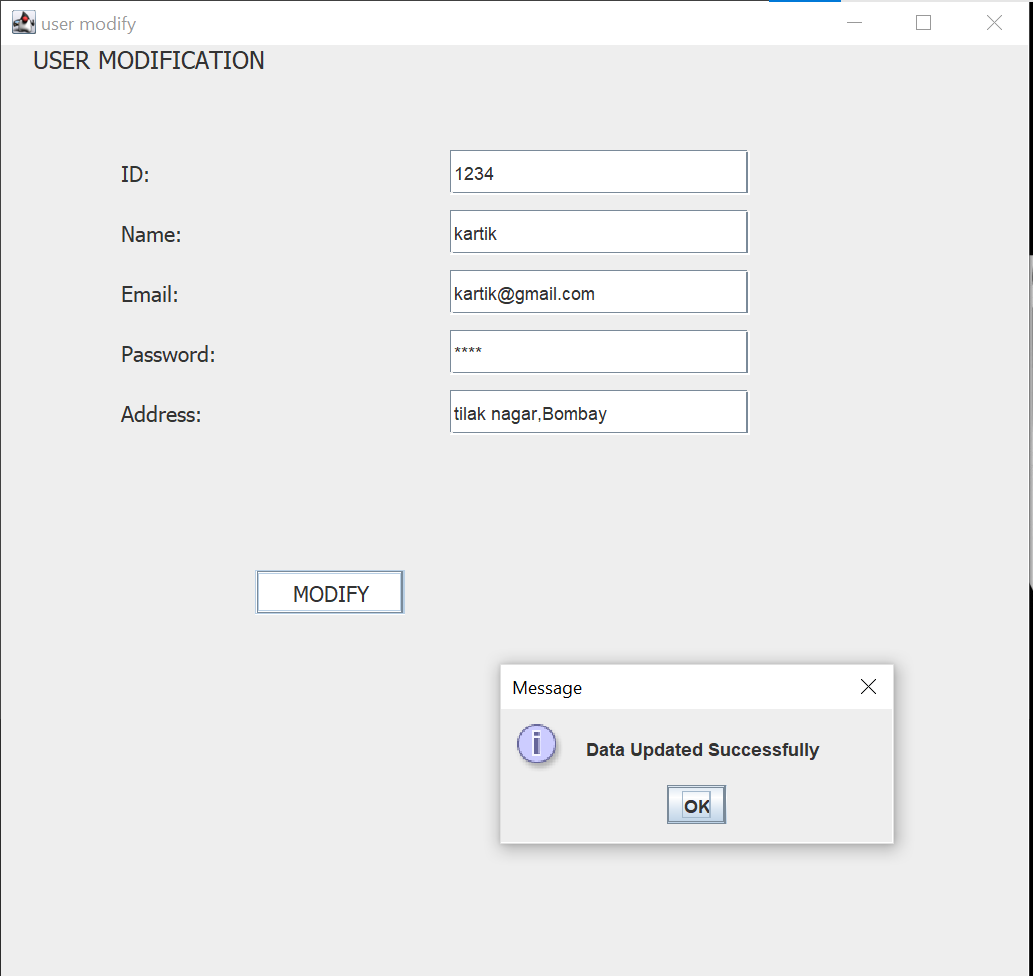 user modify
USER MODIFICATION
ID: 1234
Name: kartik
Email: kartik@gmail.com
Password: ****
Address: tilak nagar,Bombay
MODIFY
Message
Data Updated Successfully
OK